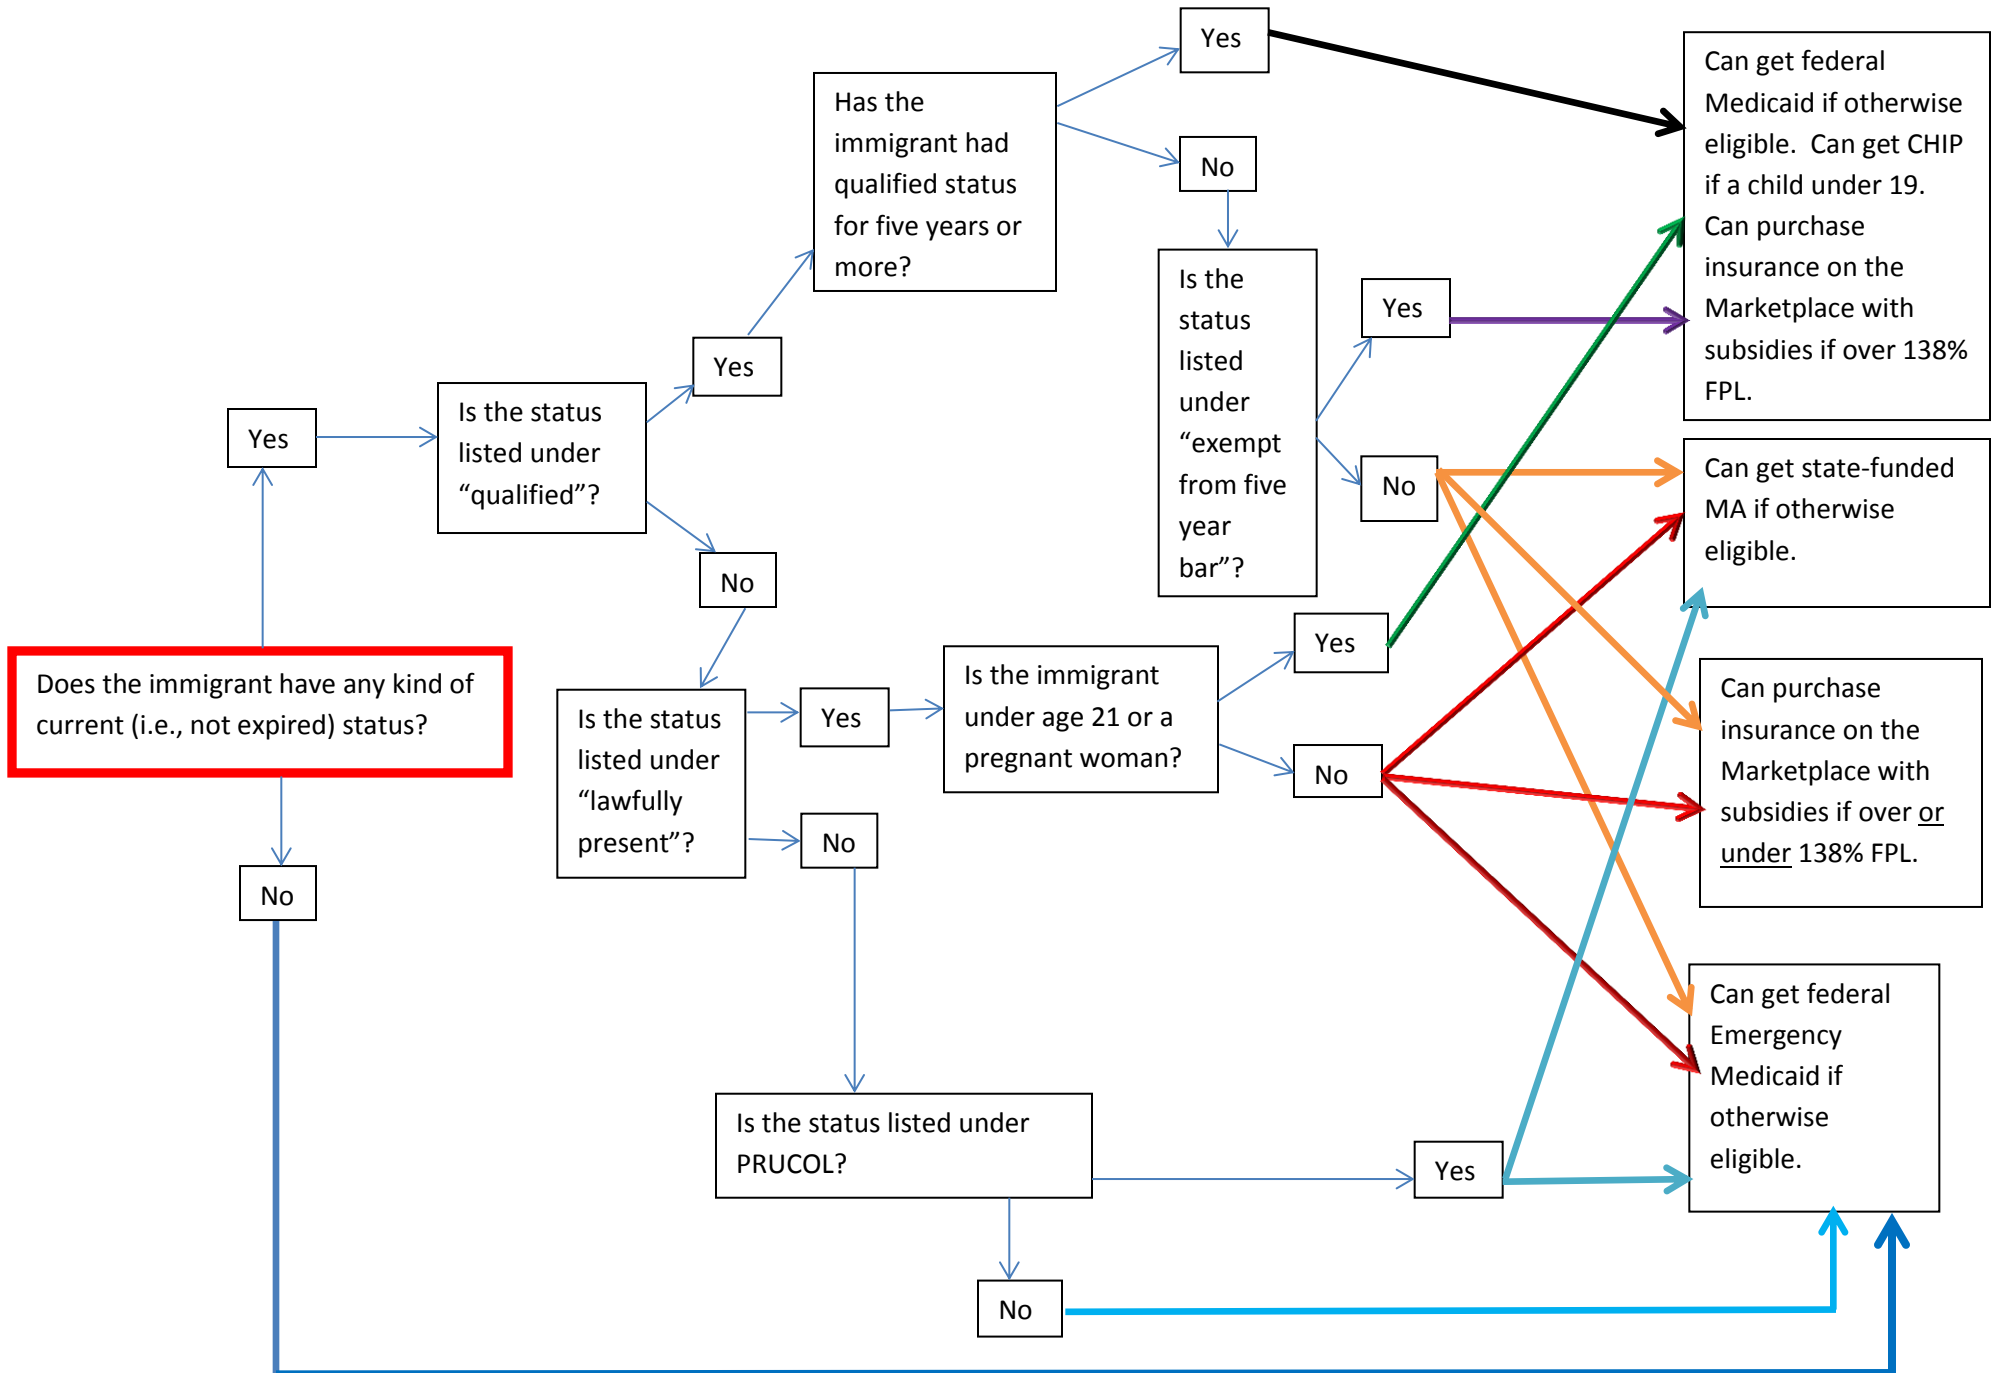 Yes
Has the
immigrant had
qualified status
for five years or
more?
No
Can get federal
Medicaid if otherwise
eligible.  Can get CHIP
if a child under 19.
Can purchase
insurance on the
Marketplace with
subsidies if over 138%
FPL.
Is the
status
listed
under
“exempt
from five
year
bar”?
Yes
No
Yes
Yes
Is the status
listed under
“qualified”?
No
Can get state-funded
MA if otherwise
eligible.
Does the immigrant have any kind of
current (i.e., not expired) status?
Is the status
listed under
“lawfully
present”?
Yes
Is the immigrant
under age 21 or a
pregnant woman?
Yes
No
Can purchase
insurance on the
Marketplace with
subsidies if over or
under 138% FPL.
No
No
Can get federal
Emergency
Medicaid if
otherwise
eligible.
Is the status listed under
PRUCOL?
Yes
No